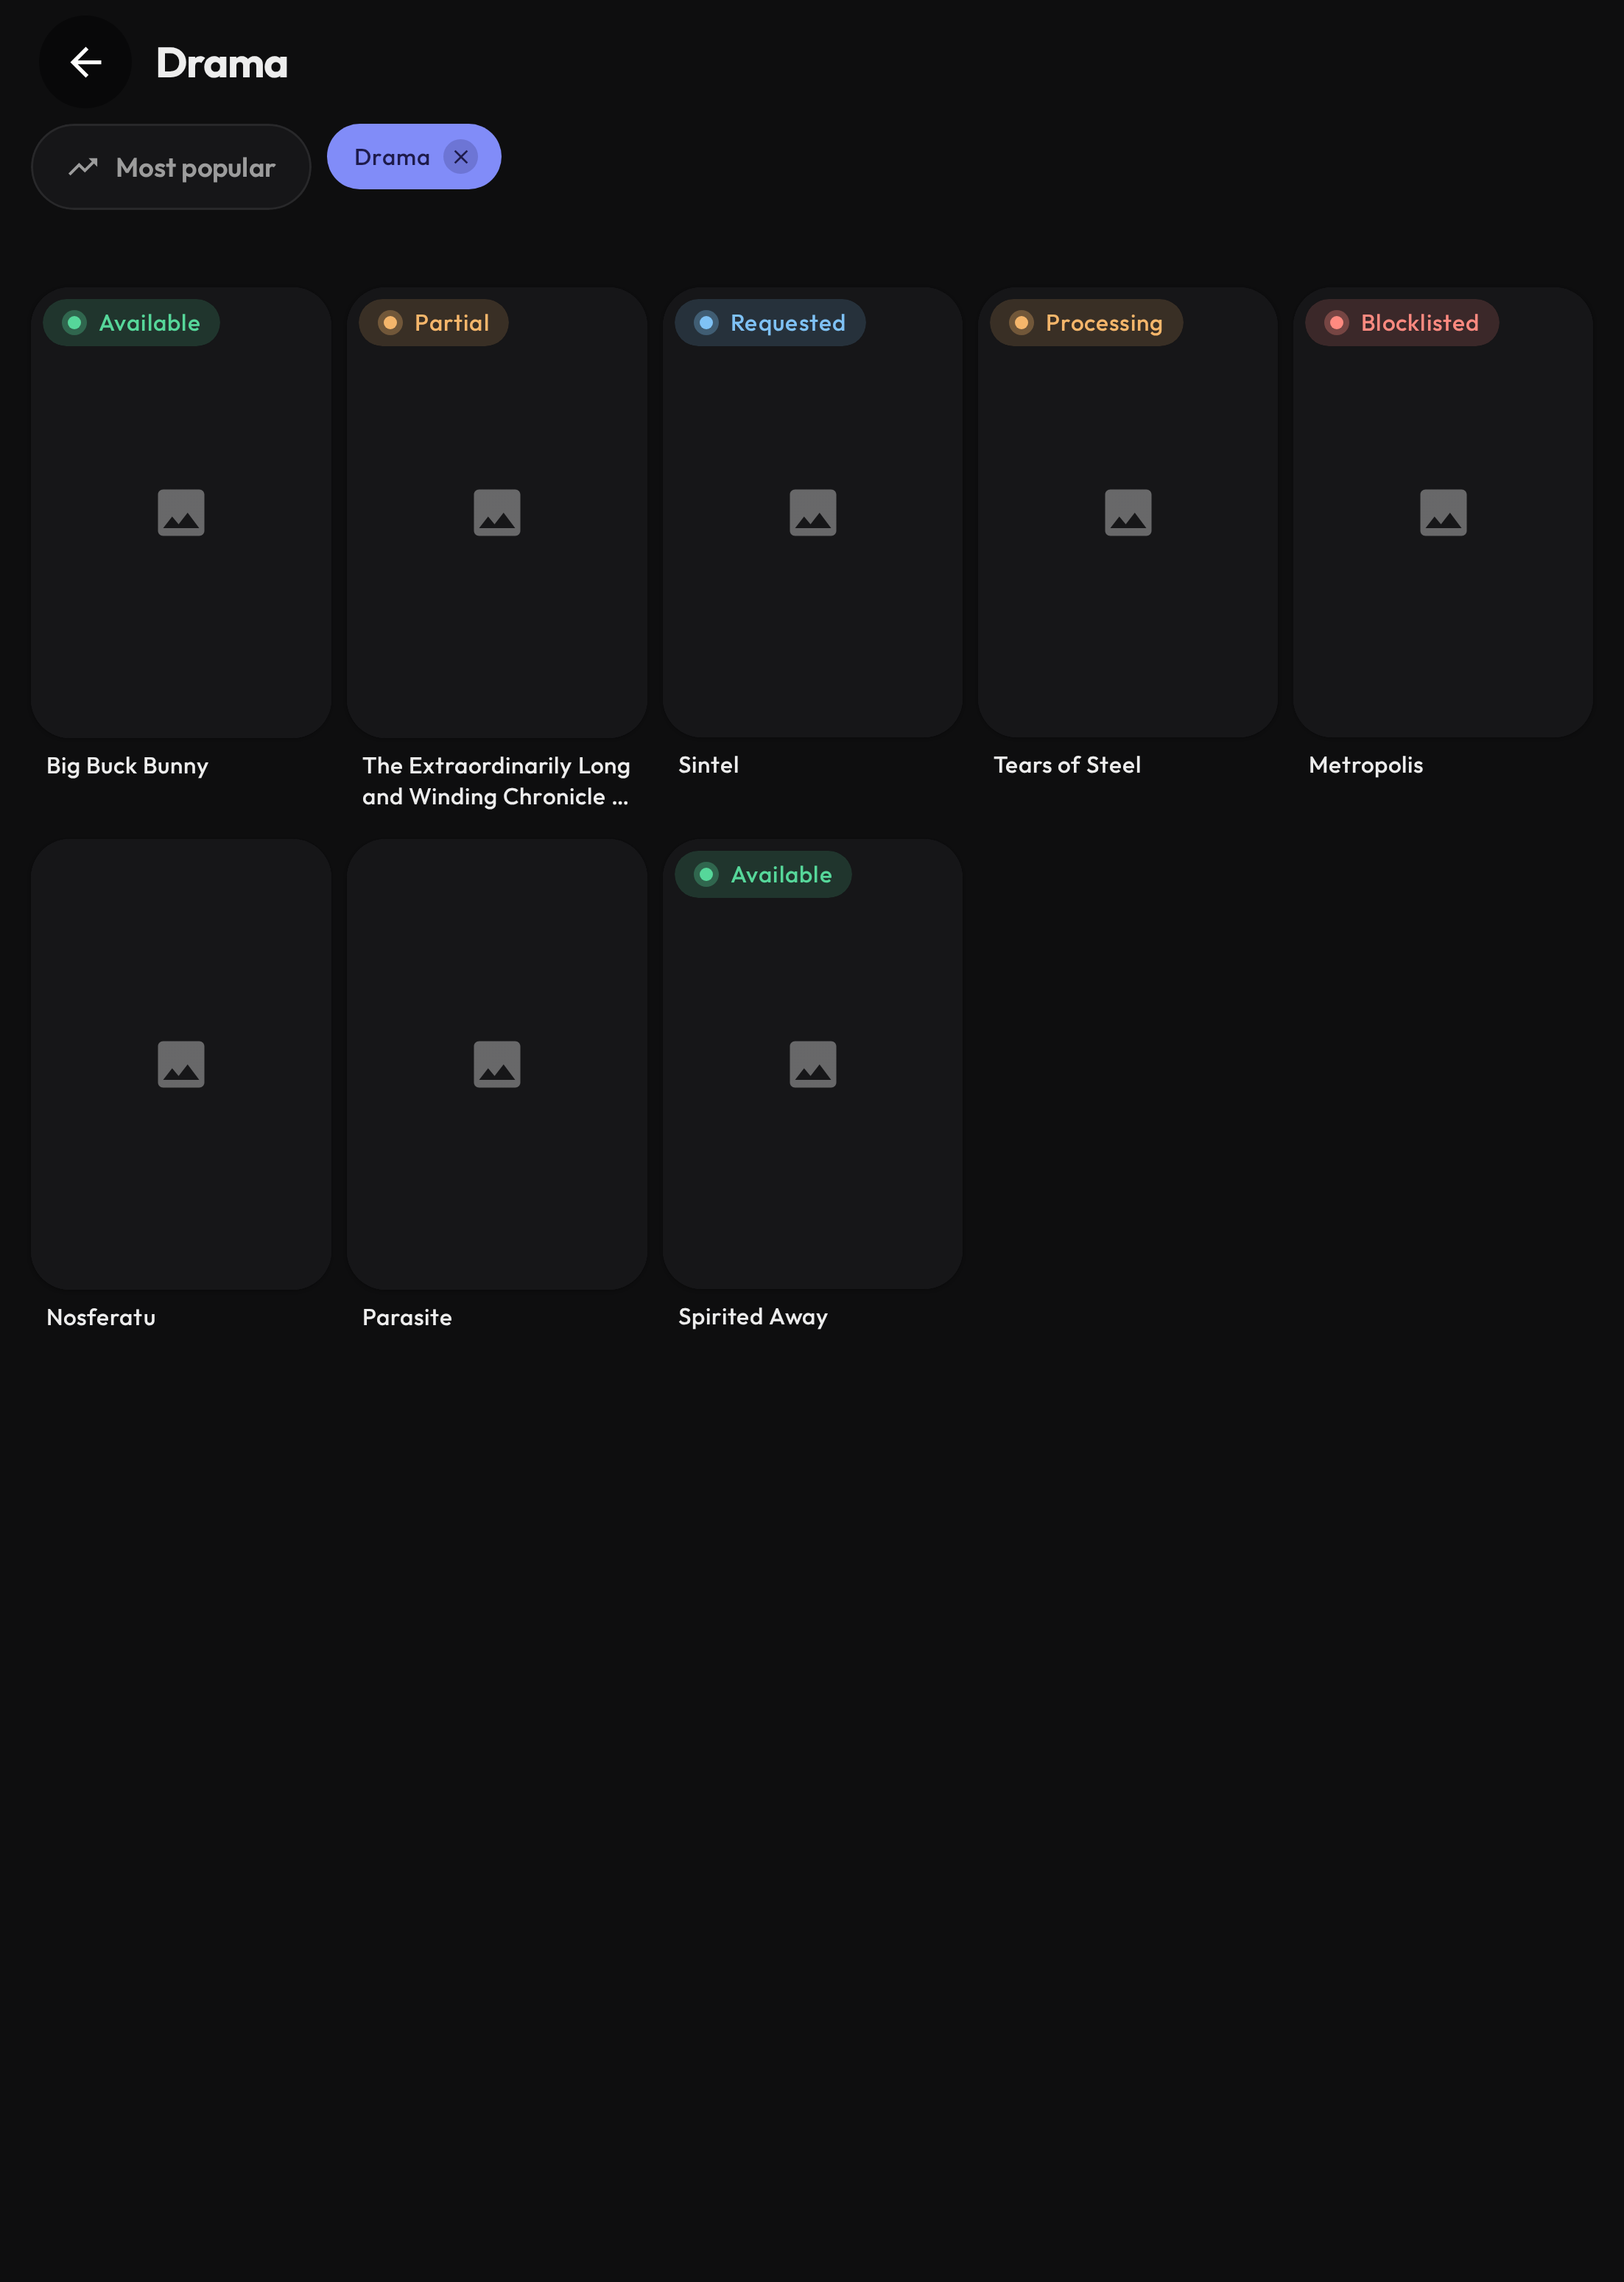 Drama
Most popular
Drama
Available
Partial
Requested
Processing
Blocklisted
Big Buck Bunny
The Extraordinarily Long
and Winding Chronicle ...
Sintel
Tears of Steel
Metropolis
Available
Nosferatu
Parasite
Spirited Away